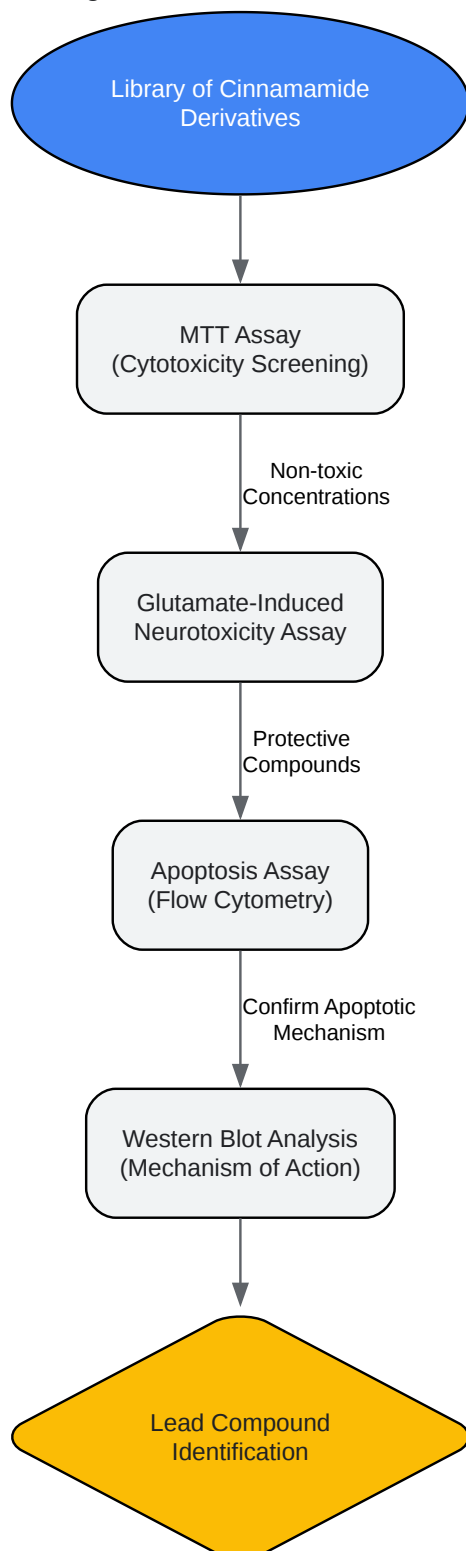 Library of Cinnamamide
Derivatives
MTT Assay
(Cytotoxicity Screening)
Non-toxic
Concentrations
Glutamate-Induced
Neurotoxicity Assay
Protective
Compounds
Apoptosis Assay
(Flow Cytometry)
Confirm Apoptotic
Mechanism
Western Blot Analysis
(Mechanism of Action)
Lead Compound
Identification